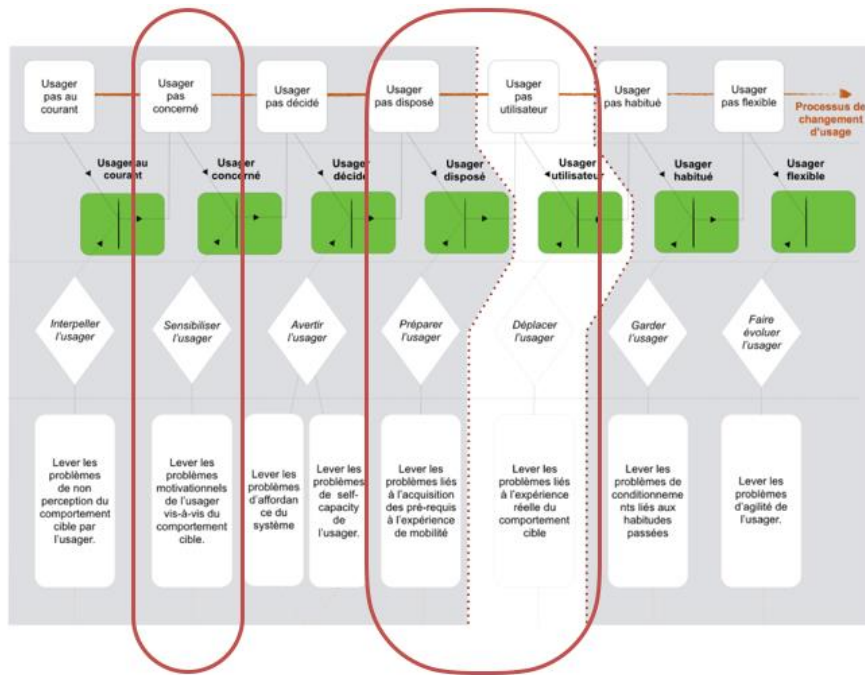 Usager
pas au
courant
Usager
pas
concerné
Usager
pas décidé
Usager
pas disposé
Usager
pas
utilisateur
Usager
pas habitué
Usager
pas flexible
Processus de
changement
d'usage
Usager au
courant
Usager
concerné
Usager
décidé
Usager
disposé
Usager
utilisateur
Usager
habitué
Usager
flexible
Interpeller
l'usager
Sensibiliser
l'usager
Avertir
l'usager
Préparer
l'usager
Déplacer
l'usager
Garder
l'usager
Faire
évoluer
l'usager
Lever les
problèmes
de non
perception du
comportement
cible par
l'usager.
Lever les
problèmes
motivationnels
de l'usager
vis-à-vis du
comportement
cible.
Lever les
problèmes
d'affordan
ce du
système
Lever les
problèmes
de self-
capacity
de
l'usager.
Lever les
problèmes liés
à l'acquisition
des pré-requis
à l'expérience
de mobilité
Lever les
problèmes liés
à l'expérience
réelle du
comportement
cible
Lever les
problèmes de
conditionneme
nts liés aux
habitudes
passées
Lever les
problèmes
d'agilité de
l'usager.